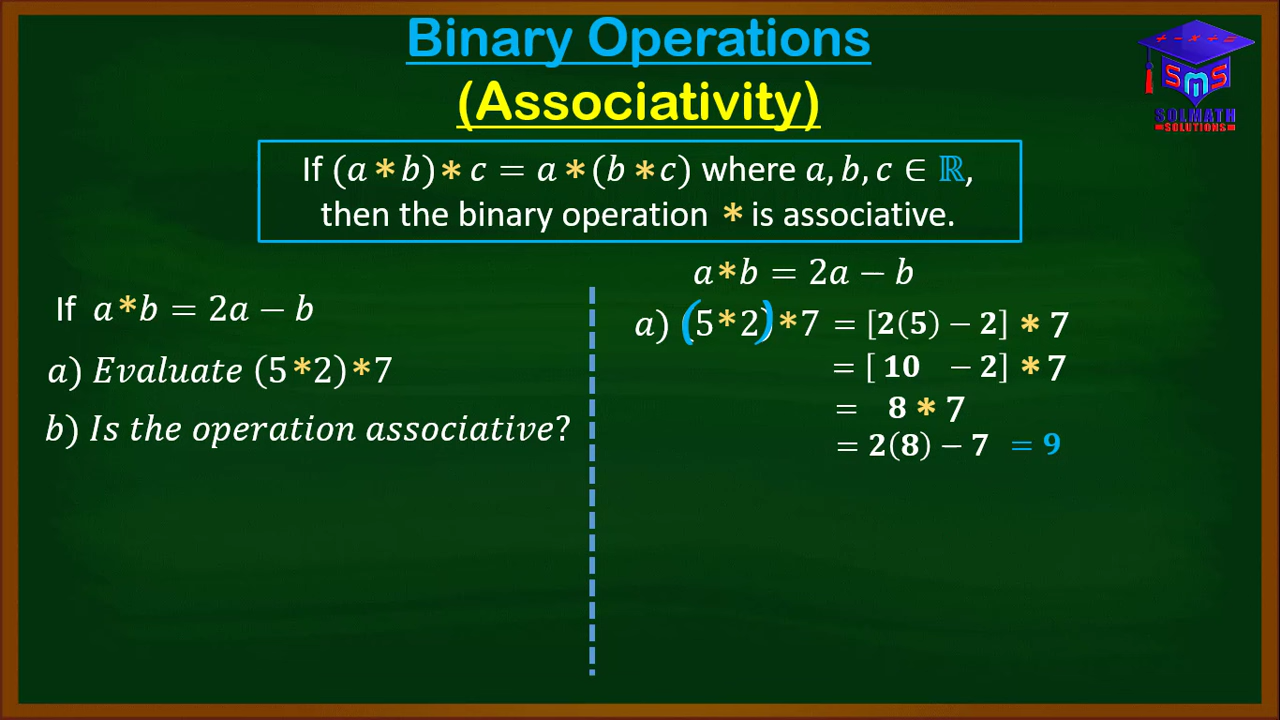 Binary Operations
(Associativity)
+ - × ÷ =
SMS
SOLMATH
SOLUTIONS
If (a * b) * c = a * (b * c) where a, b, c ∈ ℝ,
then the binary operation * is associative.
If a*b = 2a − b
a) Evaluate (5*2)*7
b) Is the operation associative?
a*b = 2a − b
a) (5*2)*7 = [2(5) − 2] * 7
= [ 10 − 2] * 7
= 8 * 7
= 2(8) − 7 = 9